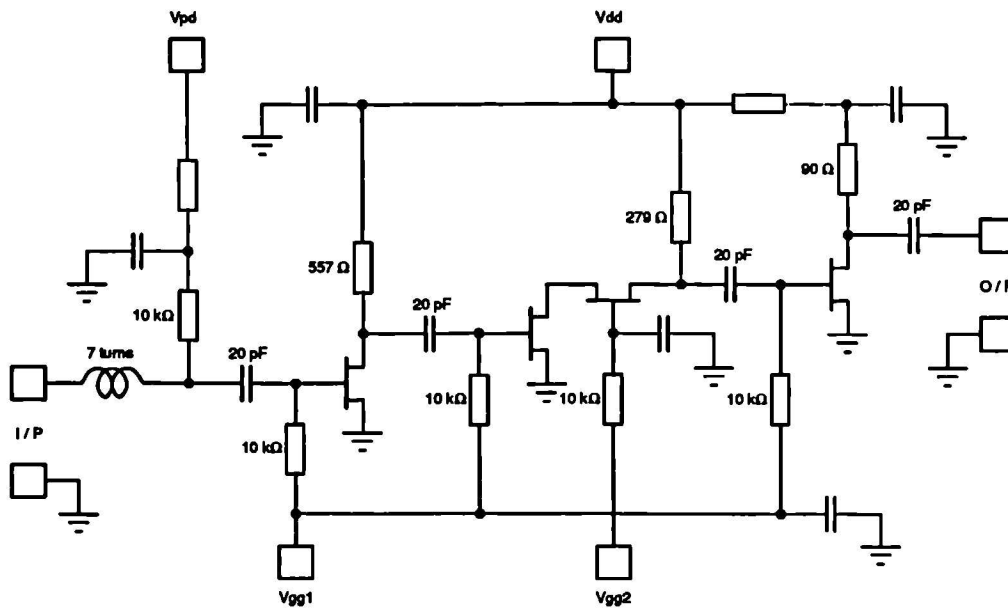 Vpd
Vdd
90 Ω
20 pF
279 Ω
20 pF
557 Ω
O / P
10 kΩ
20 pF
7 turns
20 pF
10 kΩ
10 kΩ
10 kΩ
I / P
10 kΩ
Vgg1
Vgg2